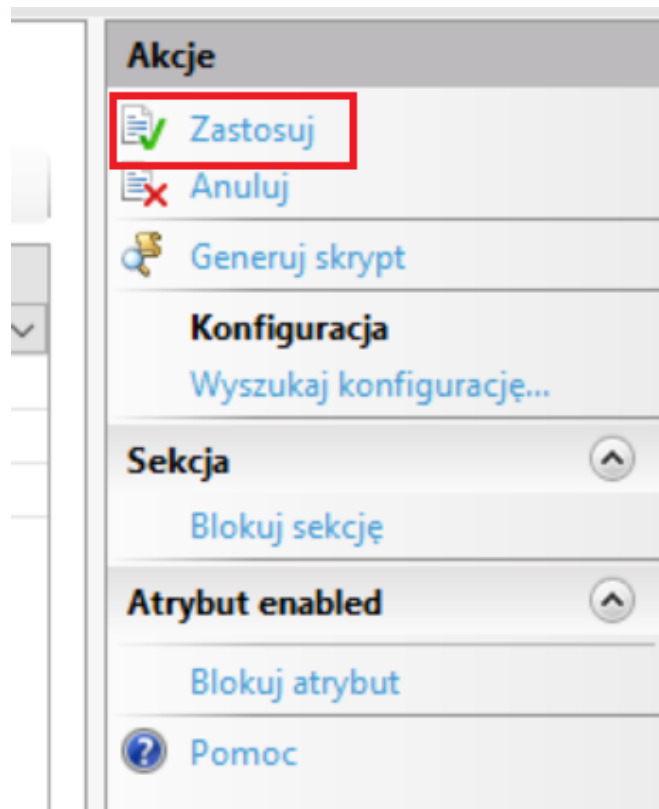 Akcje
Zastosuj
Anuluj
Generuj skrypt
Konfiguracja
Wyszukaj konfigurację...
Sekcja
Blokuj sekcję
Atrybut enabled
Blokuj atrybut
Pomoc